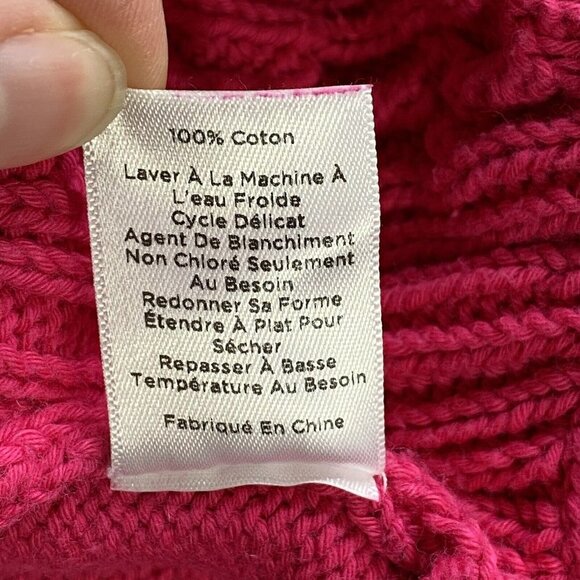 100% Coton
Laver À La Machine À
L'eau Froide
Cycle Délicat
Agent De Blanchiment
Non Chloré Seulement
Au Besoin
Redonner Sa Forme
Étendre À Plat Pour
Sécher
Repasser À Basse
Température Au Besoin
Fabriqué En Chine